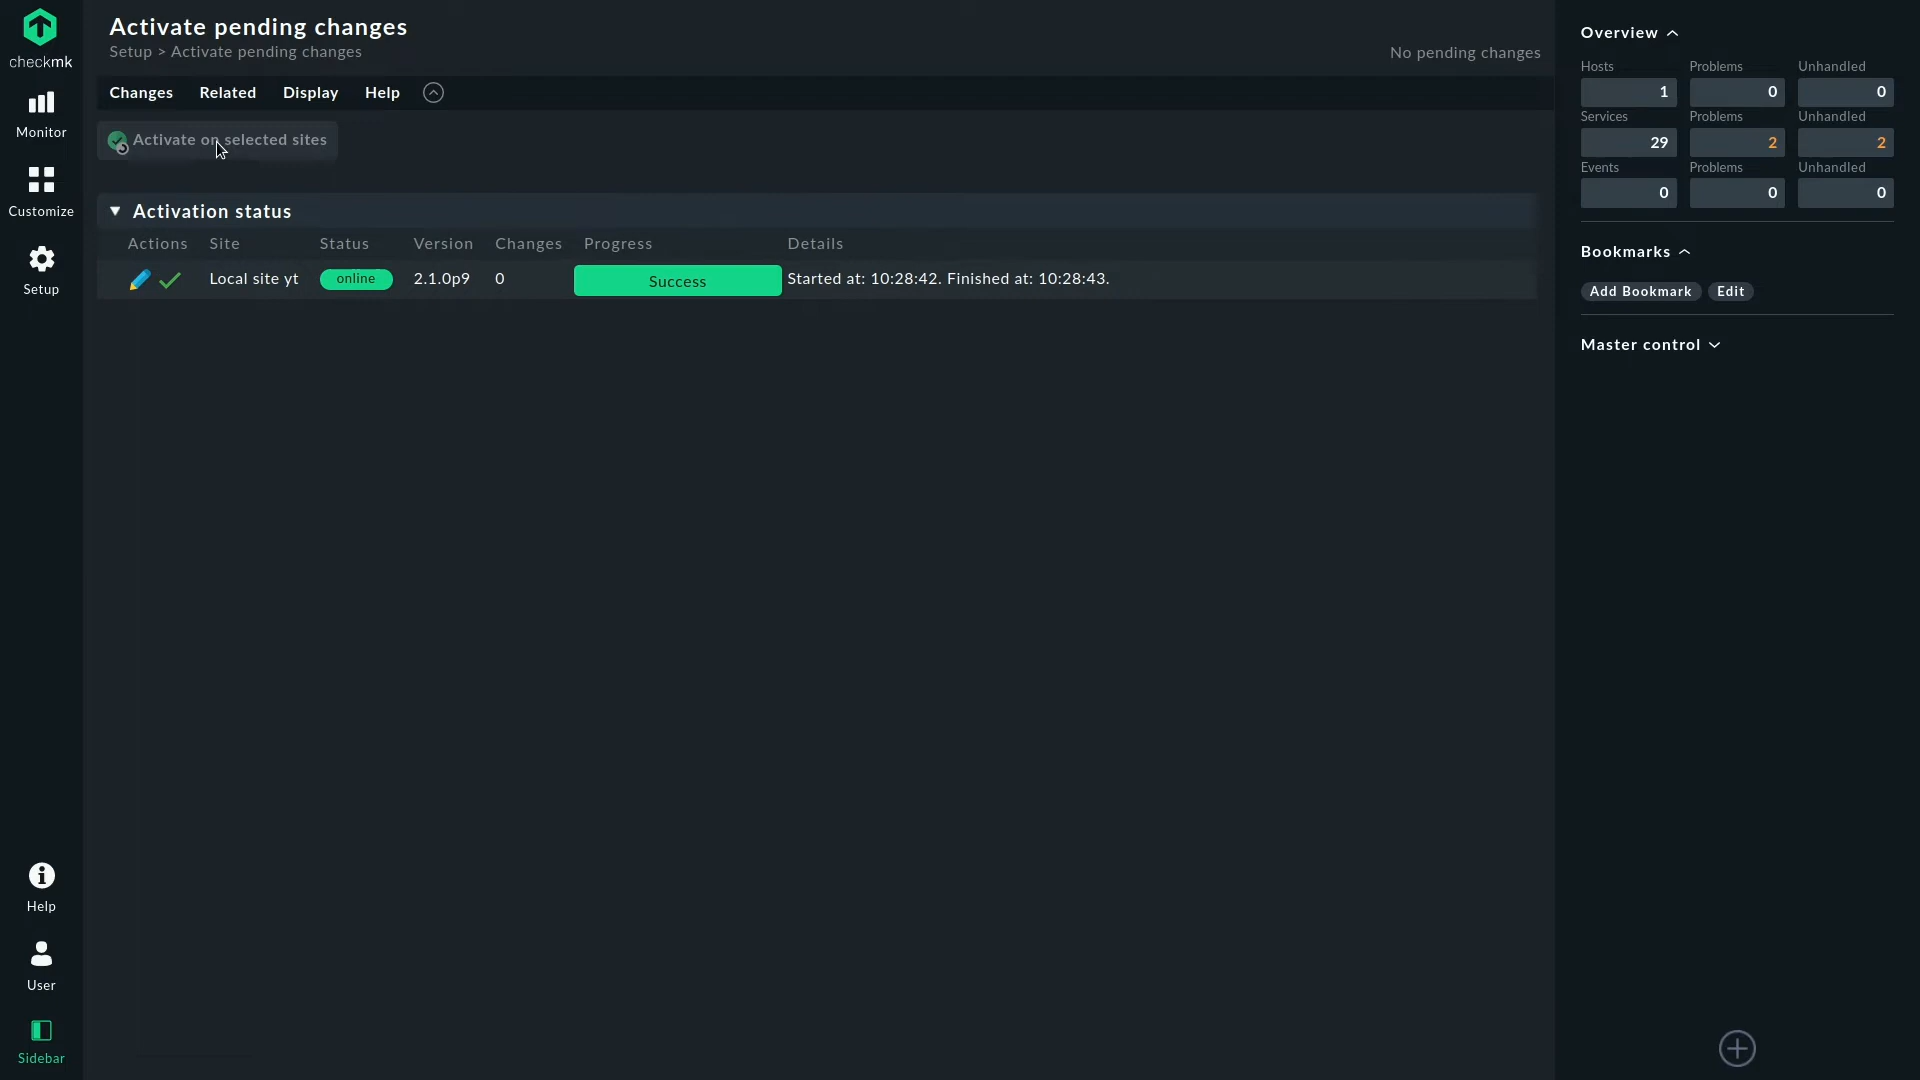 checkmk
Monitor
Customize
Setup
Help
User
Sidebar
Activate pending changes
Setup > Activate pending changes
No pending changes
Changes Related Display Help
Activate on selected sites
Activation status
Actions Site Status Version Changes Progress Details
Local site yt online 2.1.0p9 0 Success Started at: 10:28:42. Finished at: 10:28:43.
Overview
Hosts Problems Unhandled
1 0 0
Services Problems Unhandled
29 2 2
Events Problems Unhandled
0 0 0
Bookmarks
Add Bookmark Edit
Master control